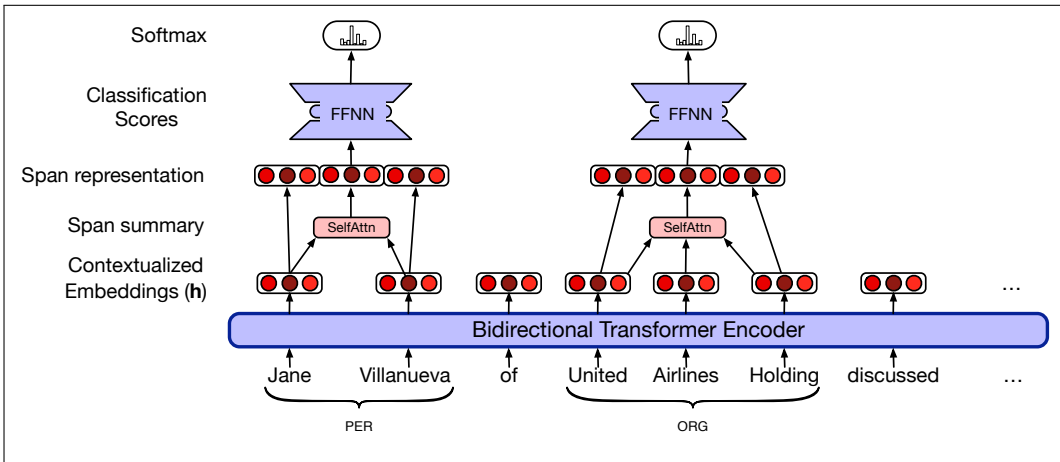 Softmax
Classification
Scores
FFNN FFNN
Span representation
Span summary
SelfAttn SelfAttn
Contextualized
Embeddings (h)
...
Bidirectional Transformer Encoder
Jane Villanueva of United Airlines Holding discussed ...
PER ORG